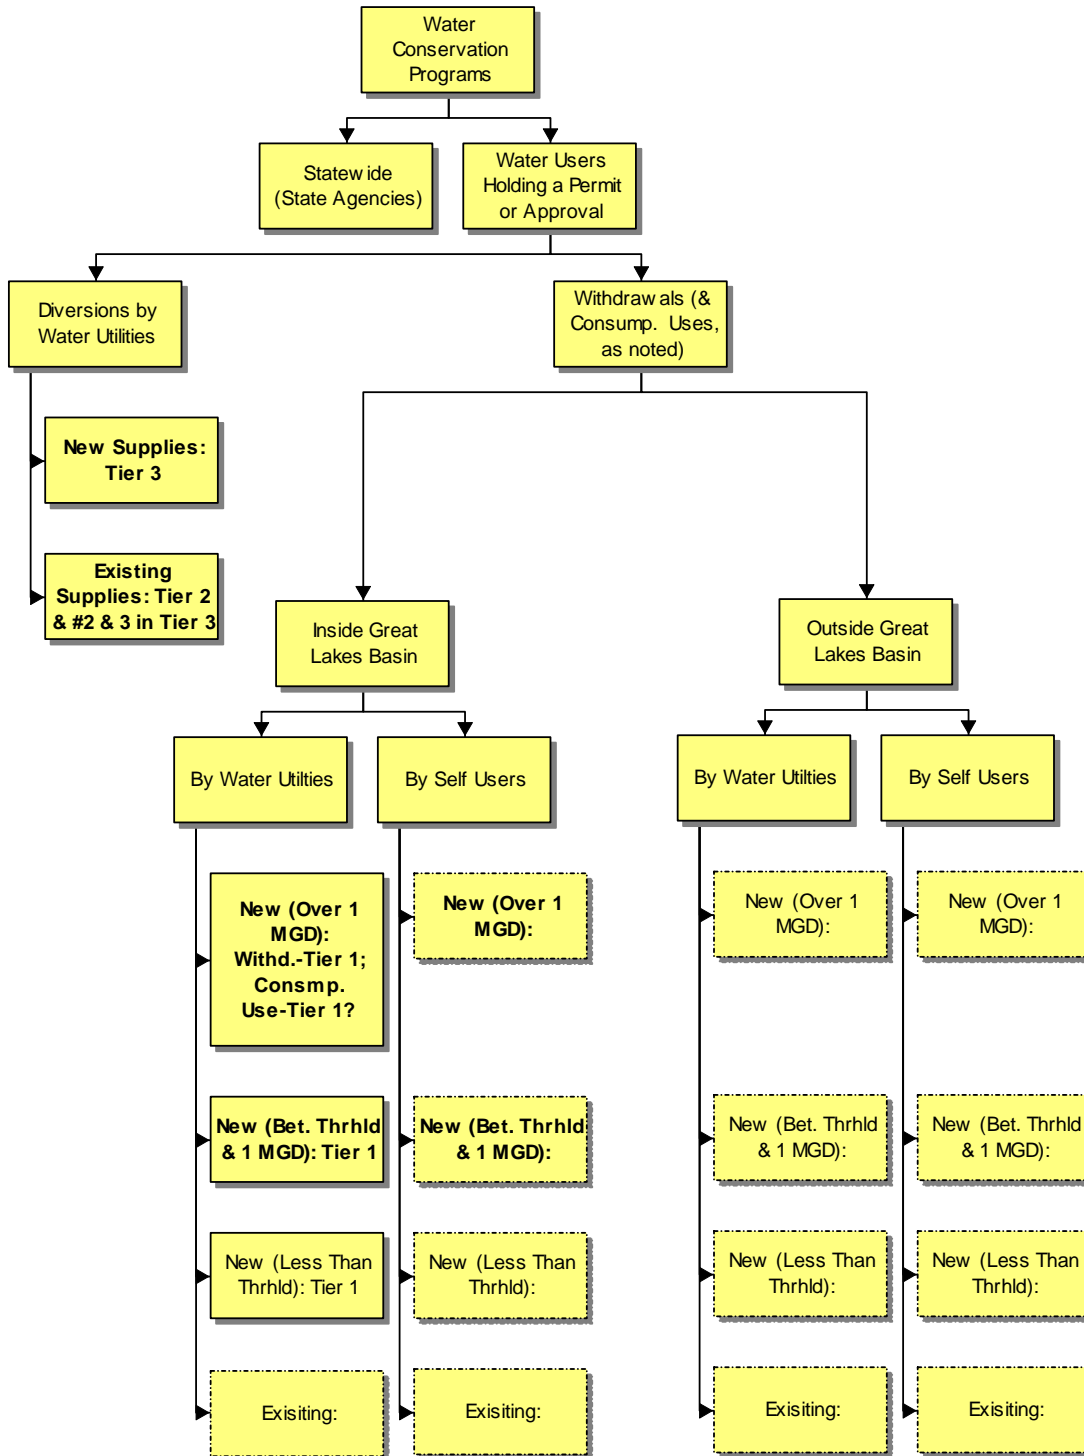 Water
Conservation
Programs
Statewide
(State Agencies)
Water Users
Holding a Permit
or Approval
Diversions by
Water Utilities
Withdrawals (&
Consump. Uses,
as noted)
New Supplies:
Tier 3
Existing
Supplies: Tier 2
& #2 & 3 in Tier 3
Inside Great
Lakes Basin
Outside Great
Lakes Basin
By Water Utilties
By Self Users
By Water Utilties
By Self Users
New (Over 1
MGD):
Withd.-Tier 1;
Consmp.
Use-Tier 1?
New (Over 1
MGD):
New (Over 1
MGD):
New (Over 1
MGD):
New (Bet. Thrhld
& 1 MGD): Tier 1
New (Bet. Thrhld
& 1 MGD):
New (Bet. Thrhld
& 1 MGD):
New (Bet. Thrhld
& 1 MGD):
New (Less Than
Thrhld): Tier 1
New (Less Than
Thrhld):
New (Less Than
Thrhld):
New (Less Than
Thrhld):
Exisiting:
Exisiting:
Exisiting:
Exisiting: